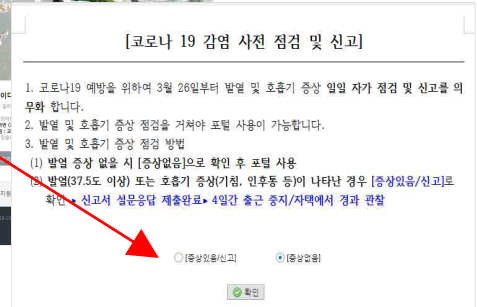 [코로나 19 감염 사전 점검 및 신고]
1. 코로나19 예방을 위하여 3월 26일부터 발열 및 호흡기 증상 일일 자가 점검 및 신고를 의
무화 합니다.
2. 발열 및 호흡기 증상 점검을 거쳐야 포털 사용이 가능합니다.
3. 발열 및 호흡기 증상 점검 방법
(1) 발열 증상 없을 시 [증상없음]으로 확인 후 포털 사용
(2) 발열(37.5도 이상) 또는 호흡기 증상(기침, 인후통 등)이 나타난 경우 [증상있음/신고]로
확인 ▸ 신고서 설문응답 제출완료▸ 4일간 출근 중지/자택에서 경과 관찰
[증상있음/신고] [증상없음]
확인